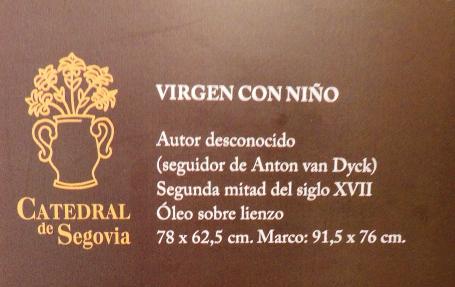 VIRGEN CON NIÑO
Autor desconocido
(seguidor de Anton van Dyck)
Segunda mitad del siglo XVII
Óleo sobre lienzo
78 x 62,5 cm. Marco: 91,5 x 76 cm.
CATEDRAL
de Segovia